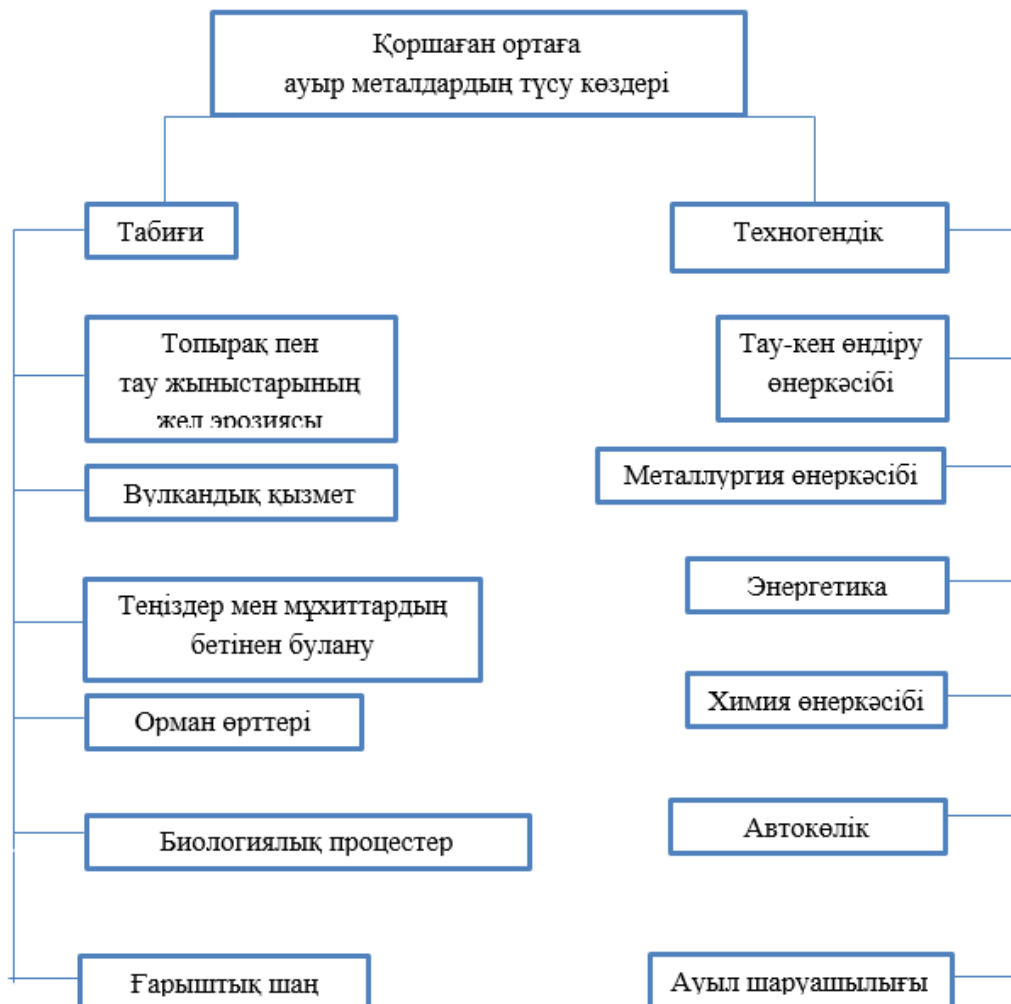 Қоршаған ортаға
ауыр металдардың түсу көздері
Табиғи
Техногендік
Топырақ пен
тау жыныстарының
жел эрозиясы
Тау-кен өндіру
өнеркәсібі
Вулкандық қызмет
Металлургия өнеркәсібі
Теңіздер мен мұхиттардың
бетінен булану
Энергетика
Орман өрттері
Химия өнеркәсібі
Биологиялық процестер
Автокөлік
Ғарыштық шаң
Ауыл шаруашылығы